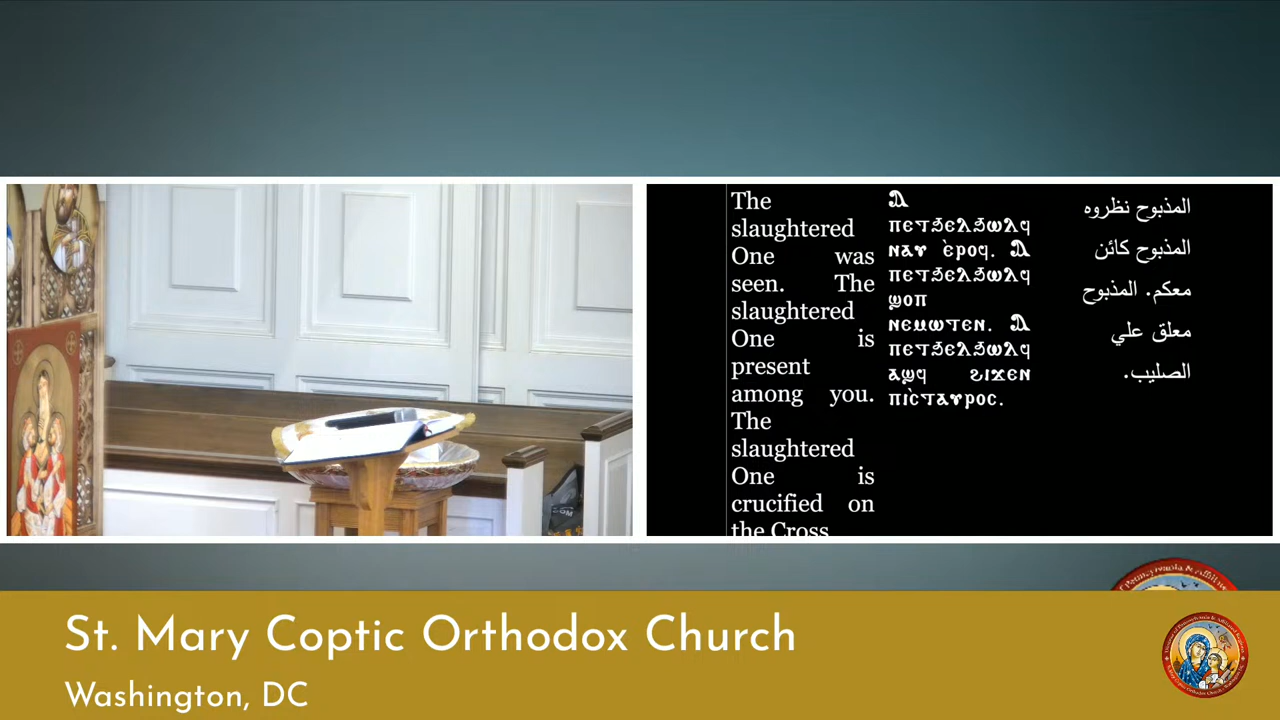 The
slaughtered
One was
seen. The
slaughtered
One is
present
among you.
The
slaughtered
One is
crucified on
the Cross
Ⲁ
ⲡⲉⲧϧⲉⲗϧⲱⲗϥ
ⲛⲁⲩ ⲉ̀ⲣⲟϥ. Ⲁ
ⲡⲉⲧϧⲉⲗϧⲱⲗϥ
ϣⲟⲡ
ⲛⲉⲙⲱⲧⲉⲛ. Ⲁ
ⲡⲉⲧϧⲉⲗϧⲱⲗϥ
ⲁϣϥ ϩⲓϫⲉⲛ
ⲡⲓⲥ̀ⲧⲁⲩⲣⲟⲥ.
المذبوح نظروه
المذبوح كائن
معكم. المذبوح
معلق علي
الصليب.
St. Mary Coptic Orthodox Church
Washington, DC